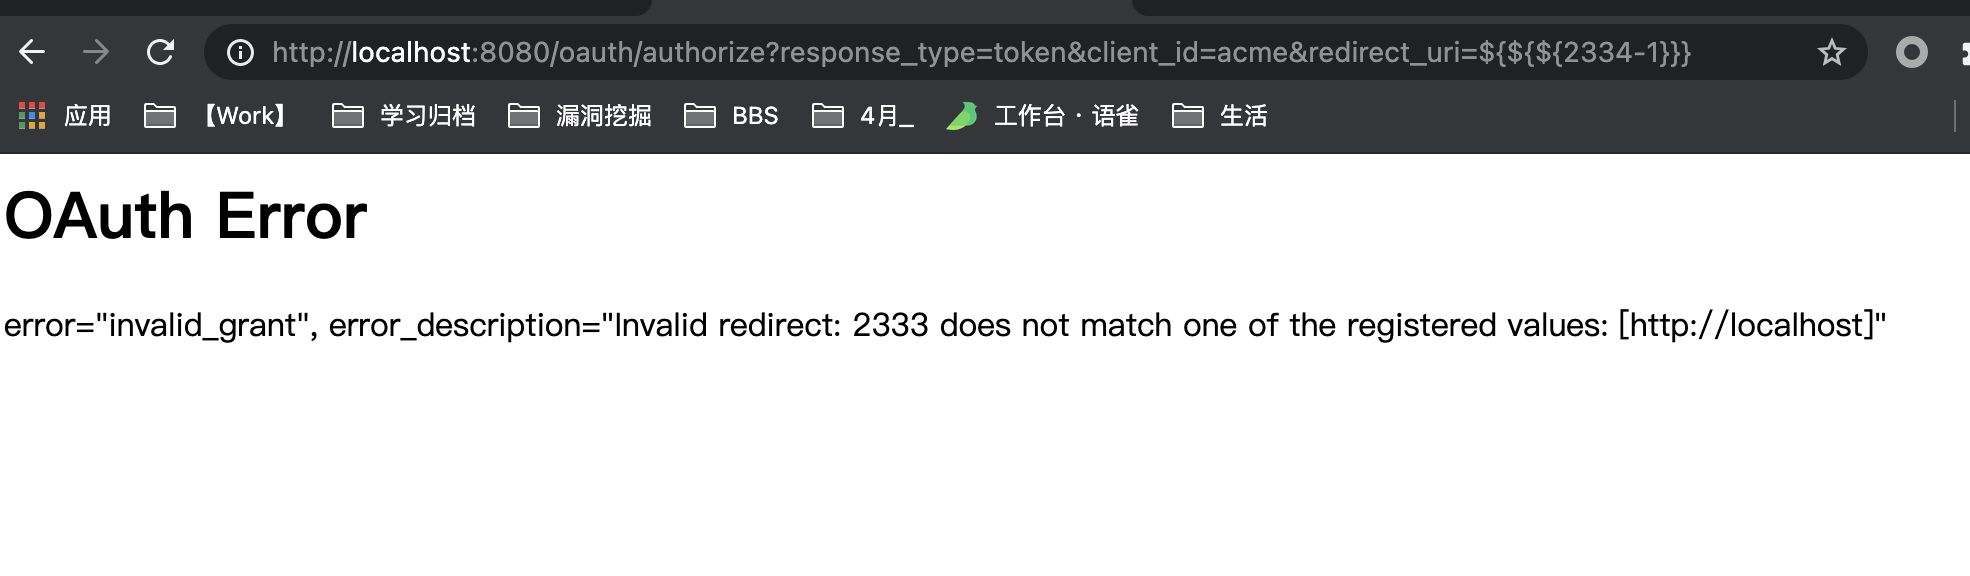 http://localhost:8080/oauth/authorize?response_type=token&client_id=acme&redirect_uri=${${${2334-1}}}
应用 【Work】 学习归档 漏洞挖掘 BBS 4月_ 工作台 · 语雀 生活
OAuth Error
error="invalid_grant", error_description="Invalid redirect: 2333 does not match one of the registered values: [http://localhost]"